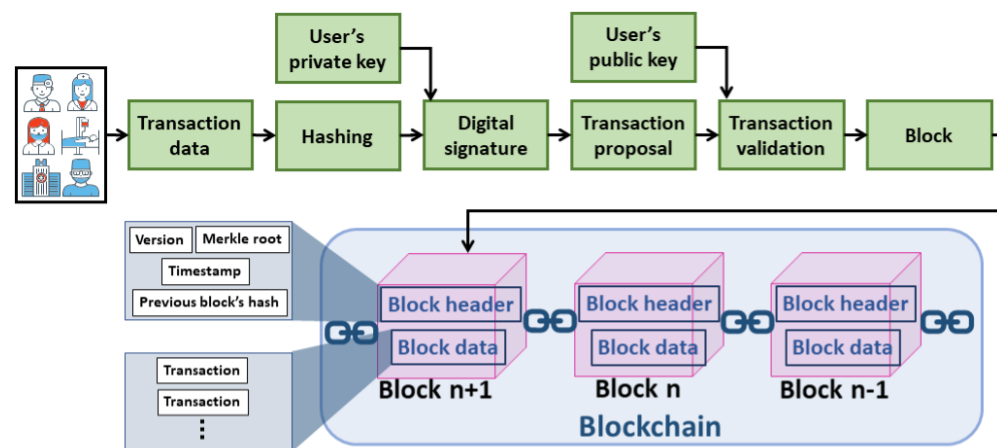 User's
private key
User's
public key
Transaction
data
Hashing
Digital
signature
Transaction
proposal
Transaction
validation
Block
Version
Merkle root
Timestamp
Previous block's hash
Transaction
Transaction
⋮
Block header
Block data
Block n+1
Block header
Block data
Block n
Block header
Block data
Block n-1
Blockchain